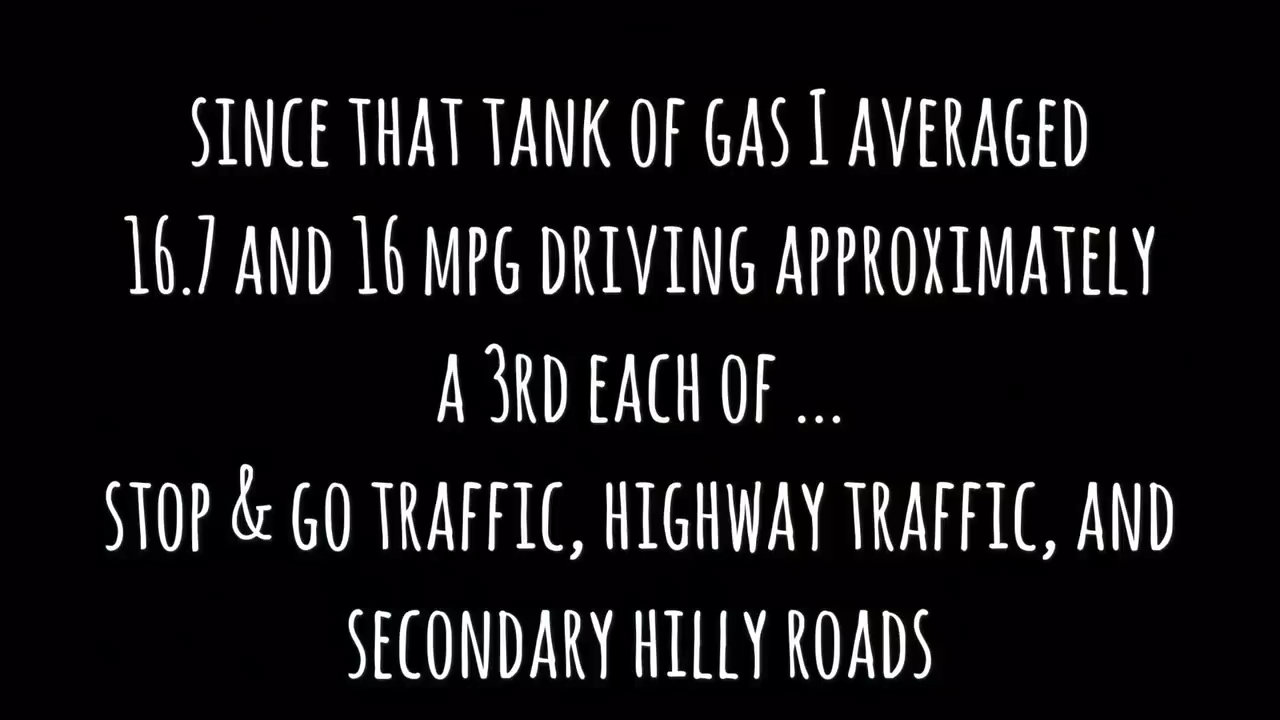 SINCE THAT TANK OF GAS I AVERAGED
16.7 AND 16 MPG DRIVING APPROXIMATELY
A 3RD EACH OF ...
STOP & GO TRAFFIC, HIGHWAY TRAFFIC, AND
SECONDARY HILLY ROADS